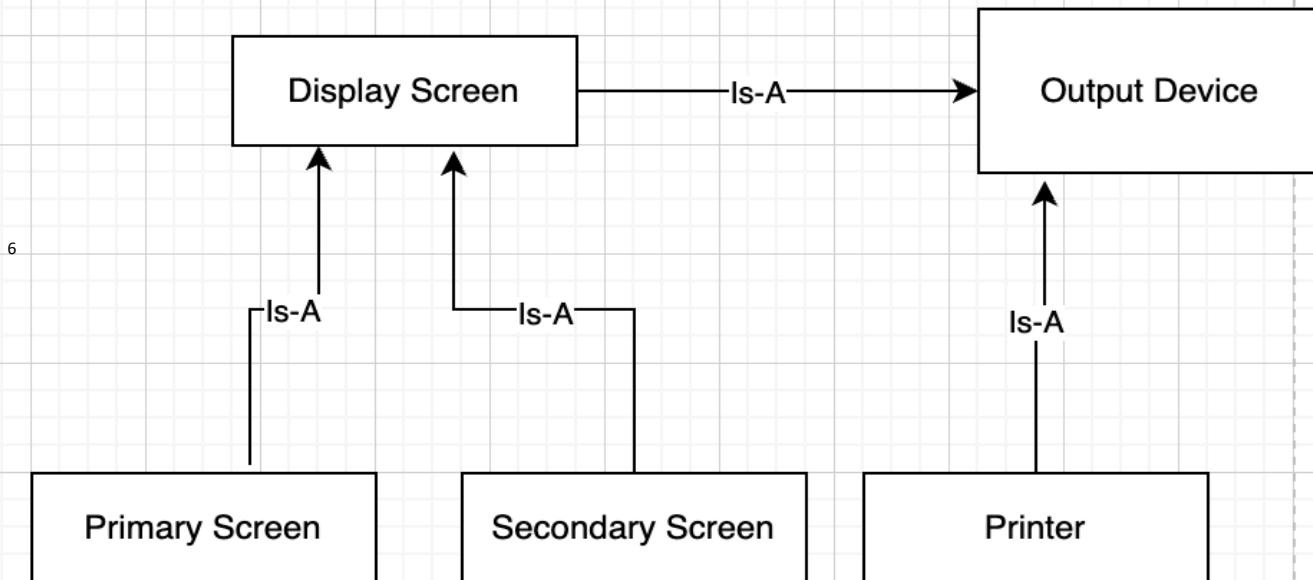 Display Screen
Is-A
Output Device
6
Is-A
Is-A
Is-A
Primary Screen
Secondary Screen
Printer